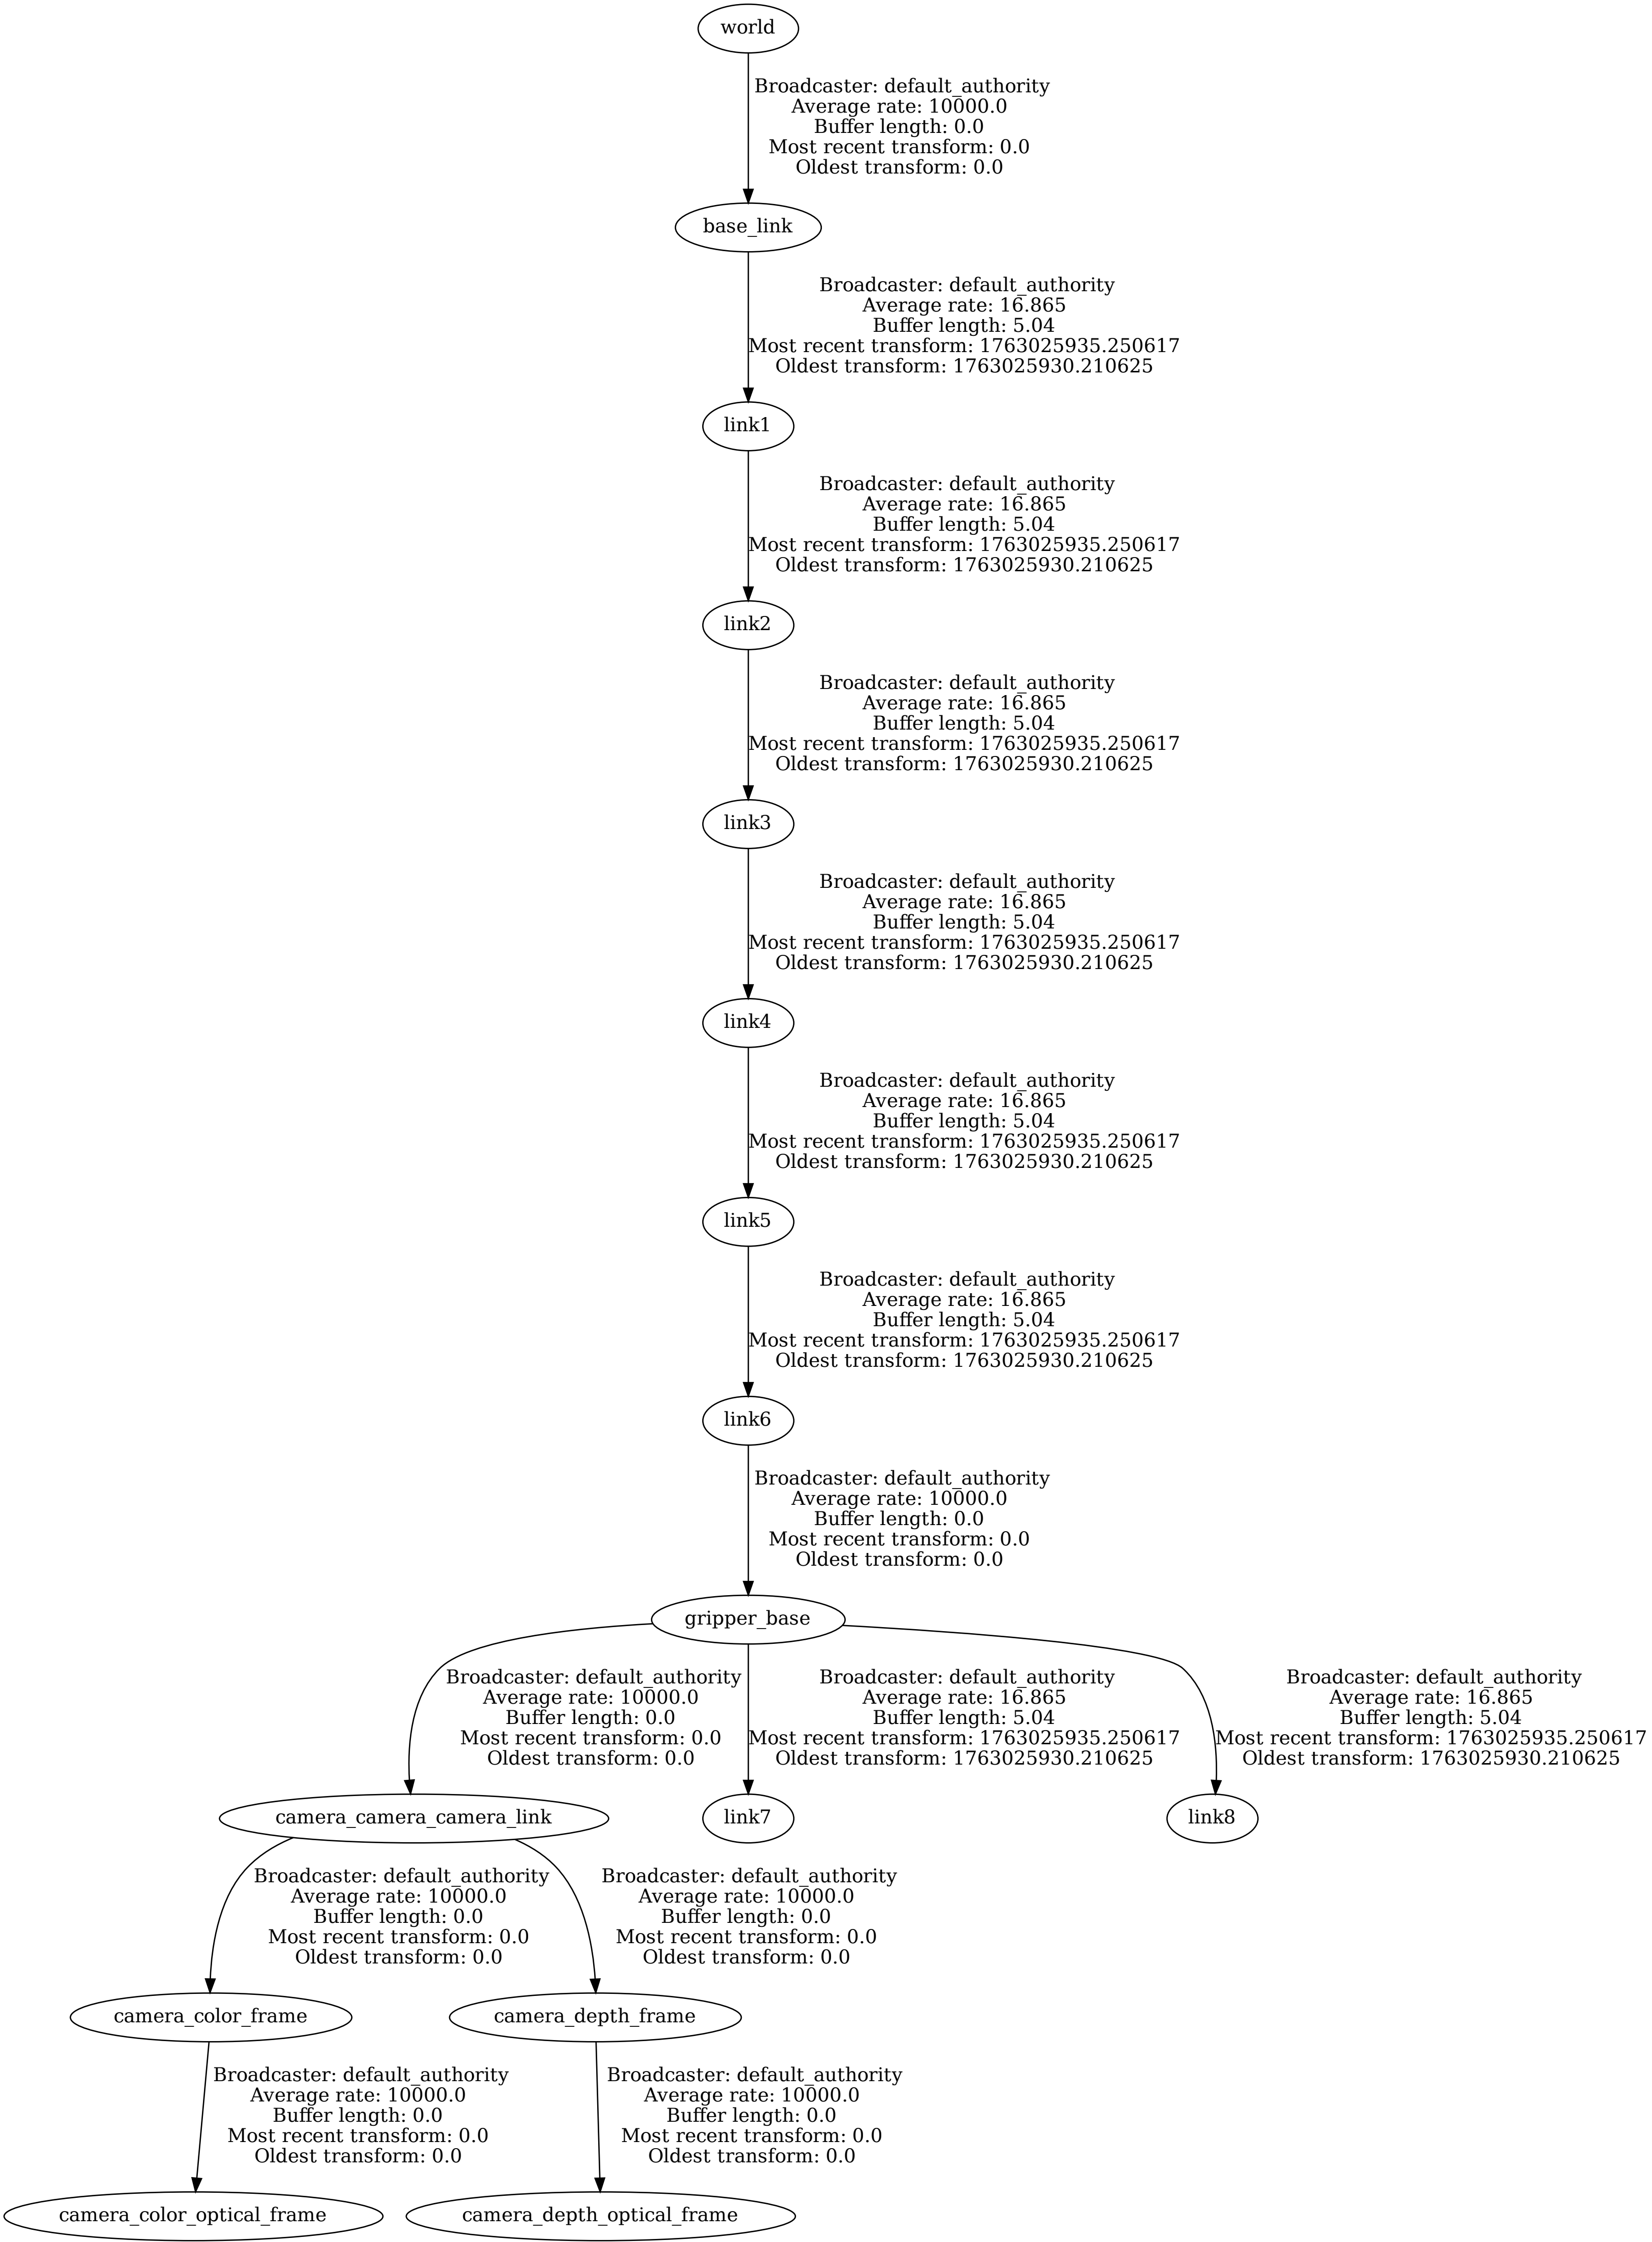 world
Broadcaster: default_authority
Average rate: 10000.0
Buffer length: 0.0
Most recent transform: 0.0
Oldest transform: 0.0
base_link
Broadcaster: default_authority
Average rate: 16.865
Buffer length: 5.04
Most recent transform: 1763025935.250617
Oldest transform: 1763025930.210625
link1
Broadcaster: default_authority
Average rate: 16.865
Buffer length: 5.04
Most recent transform: 1763025935.250617
Oldest transform: 1763025930.210625
link2
Broadcaster: default_authority
Average rate: 16.865
Buffer length: 5.04
Most recent transform: 1763025935.250617
Oldest transform: 1763025930.210625
link3
Broadcaster: default_authority
Average rate: 16.865
Buffer length: 5.04
Most recent transform: 1763025935.250617
Oldest transform: 1763025930.210625
link4
Broadcaster: default_authority
Average rate: 16.865
Buffer length: 5.04
Most recent transform: 1763025935.250617
Oldest transform: 1763025930.210625
link5
Broadcaster: default_authority
Average rate: 16.865
Buffer length: 5.04
Most recent transform: 1763025935.250617
Oldest transform: 1763025930.210625
link6
Broadcaster: default_authority
Average rate: 10000.0
Buffer length: 0.0
Most recent transform: 0.0
Oldest transform: 0.0
gripper_base
Broadcaster: default_authority
Average rate: 10000.0
Buffer length: 0.0
Most recent transform: 0.0
Oldest transform: 0.0
Broadcaster: default_authority
Average rate: 16.865
Buffer length: 5.04
Most recent transform: 1763025935.250617
Oldest transform: 1763025930.210625
Broadcaster: default_authority
Average rate: 16.865
Buffer length: 5.04
Most recent transform: 1763025935.250617
Oldest transform: 1763025930.210625
camera_camera_camera_link
link7
link8
Broadcaster: default_authority
Average rate: 10000.0
Buffer length: 0.0
Most recent transform: 0.0
Oldest transform: 0.0
Broadcaster: default_authority
Average rate: 10000.0
Buffer length: 0.0
Most recent transform: 0.0
Oldest transform: 0.0
camera_color_frame
camera_depth_frame
Broadcaster: default_authority
Average rate: 10000.0
Buffer length: 0.0
Most recent transform: 0.0
Oldest transform: 0.0
Broadcaster: default_authority
Average rate: 10000.0
Buffer length: 0.0
Most recent transform: 0.0
Oldest transform: 0.0
camera_color_optical_frame
camera_depth_optical_frame